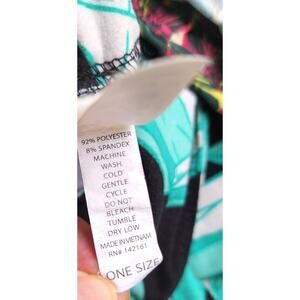 92% POLYESTER
8% SPANDEX
MACHINE
WASH
COLD
GENTLE
CYCLE
DO NOT
BLEACH
TUMBLE
DRY LOW
MADE IN VIETNAM
RN# 142161
ONE SIZE